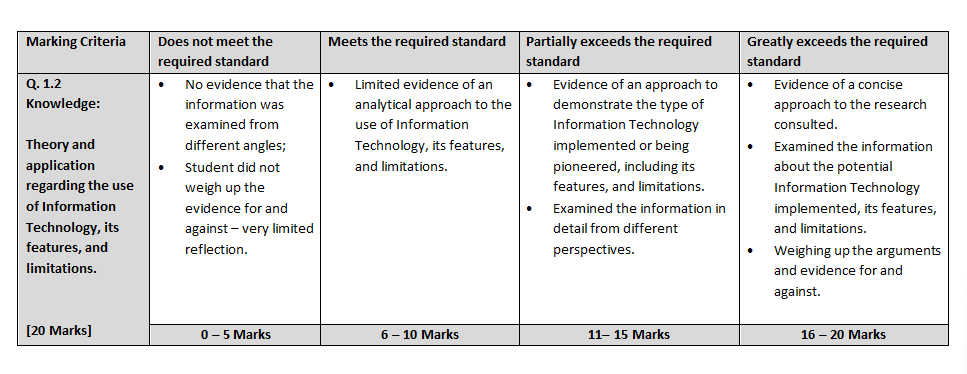 Marking Criteria
Does not meet the
required standard
Meets the required standard
Partially exceeds the required
standard
Greatly exceeds the required
standard
Q. 1.2
Knowledge:
Theory and
application
regarding the use
of Information
Technology, its
features, and
limitations.
[20 Marks]
• No evidence that the
information was
examined from
different angles;
• Student did not
weigh up the
evidence for and
against – very limited
reflection.
• Limited evidence of an
analytical approach to the
use of Information
Technology, its features,
and limitations.
• Evidence of an approach to
demonstrate the type of
Information Technology
implemented or being
pioneered, including its
features, and limitations.
• Examined the information in
detail from different
perspectives.
• Evidence of a concise
approach to the research
consulted.
• Examined the information
about the potential
Information Technology
implemented, its features,
and limitations.
• Weighing up the arguments
and evidence for and
against.
0 – 5 Marks
6 – 10 Marks
11– 15 Marks
16 – 20 Marks